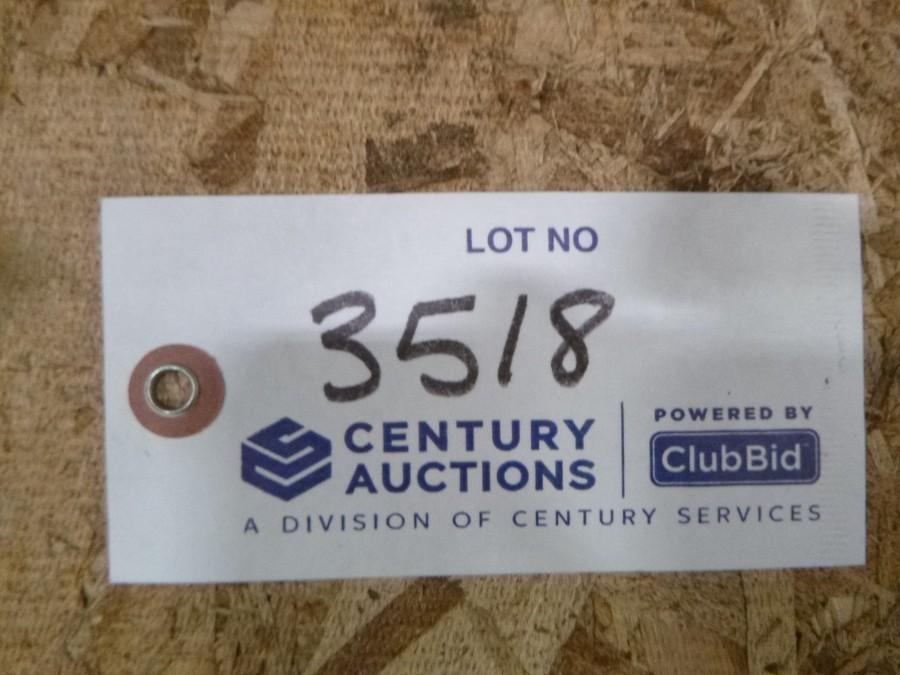 LOT NO
3518
CENTURY AUCTIONS
POWERED BY
ClubBid
A DIVISION OF CENTURY SERVICES